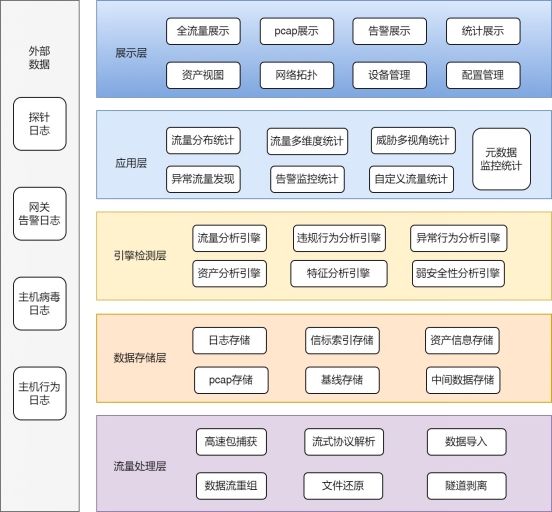 外部
数据
探针
日志
网关
告警日志
主机病毒
日志
主机行为
日志
展示层
全流量展示
pcap展示
告警展示
统计展示
资产视图
网络拓扑
设备管理
配置管理
应用层
流量分布统计
流量多维度统计
威胁多视角统计
元数据
监控统计
异常流量发现
告警监控统计
自定义流量统计
引擎检测层
流量分析引擎
违规行为分析引擎
异常行为分析引擎
资产分析引擎
特征分析引擎
弱安全性分析引擎
数据存储层
日志存储
信标索引存储
资产信息存储
pcap存储
基线存储
中间数据存储
流量处理层
高速包捕获
流式协议解析
数据导入
数据流重组
文件还原
隧道剥离